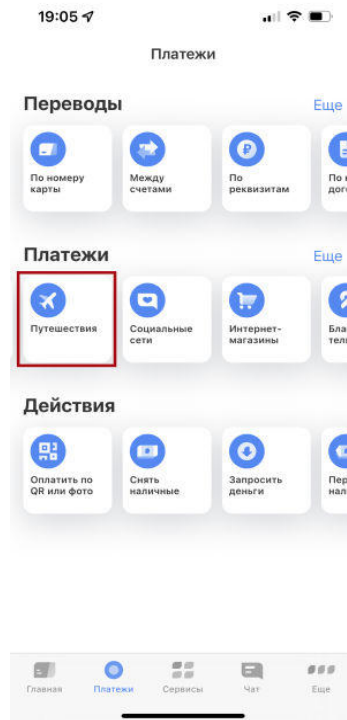 19:05
Платежи
Переводы
Еще
По номеру
карты
Между
счетами
По
реквизитам
Платежи
Еще
Путешествия
Социальные
сети
Интернет-
магазины
Действия
Оплатить по
QR или фото
Снять
наличные
Запросить
деньги
Главная
Платежи
Сервисы
Чат
Еще